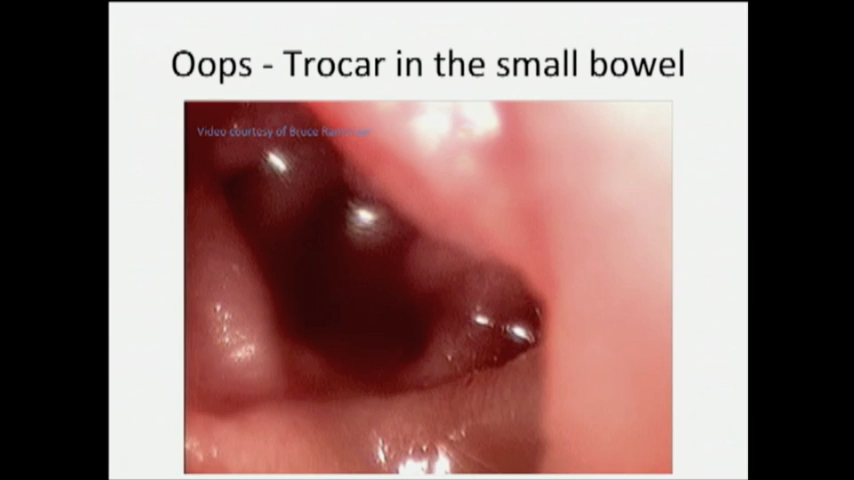 Oops - Trocar in the small bowel
Video courtesy of Bruce